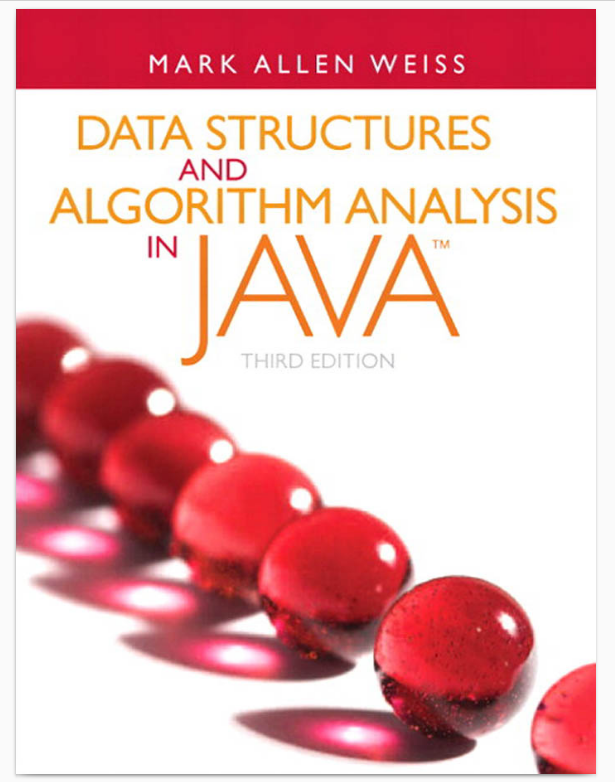 MARK ALLEN WEISS
DATA STRUCTURES
AND
ALGORITHM ANALYSIS
IN JAVA™
THIRD EDITION